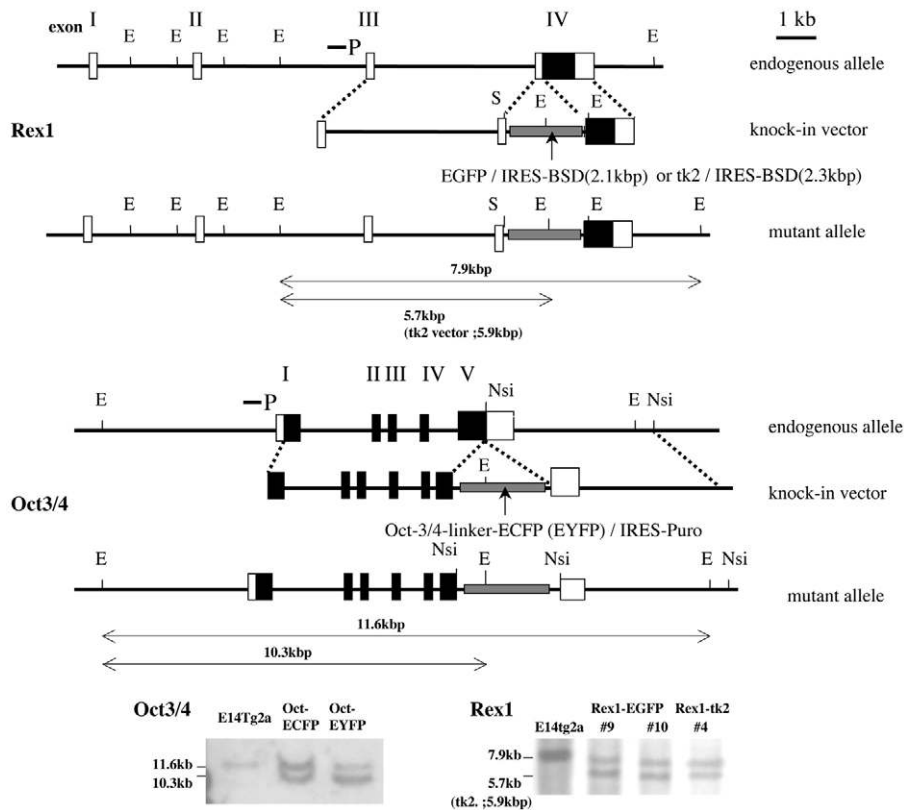 exon I II III IV 1 kb
E E E E P E
endogenous allele
S E E
Rex1 knock-in vector
EGFP / IRES-BSD(2.1kbp) or tk2 / IRES-BSD(2.3kbp)
E E E E S E E E
mutant allele
7.9kbp
5.7kbp
(tk2 vector ;5.9kbp)
I II III IV V
E P Nsi E Nsi
endogenous allele
E
Oct3/4 knock-in vector
Oct-3/4-linker-ECFP (EYFP) / IRES-Puro
E Nsi E Nsi E Nsi
mutant allele
11.6kbp
10.3kbp
Oct3/4 E14Tg2a Oct-ECFP Oct-EYFP
11.6kb
10.3kb
Rex1 Rex1-EGFP Rex1-tk2
E14tg2a #9 #10 #4
7.9kb
5.7kb
(tk2. ;5.9kbp)